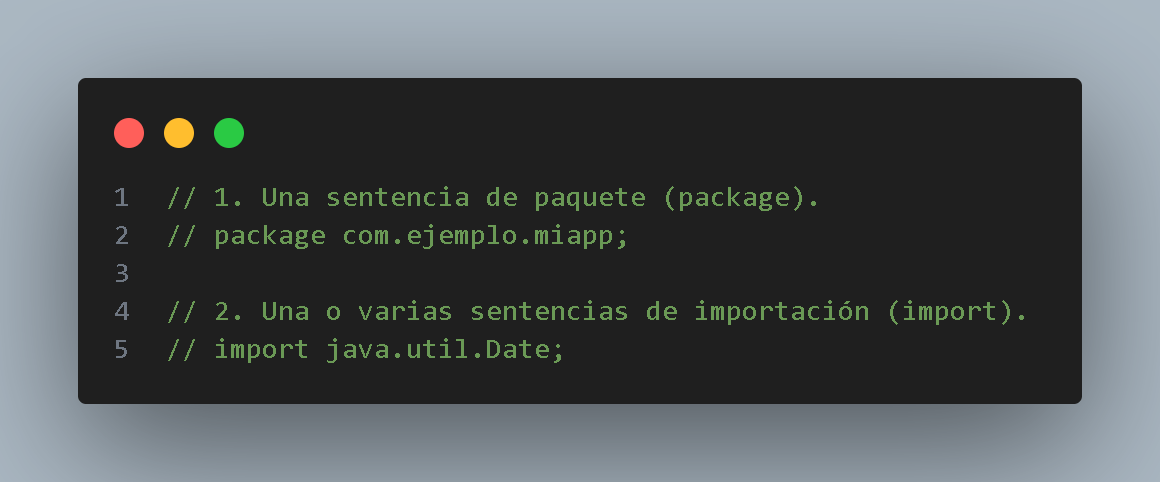 1 // 1. Una sentencia de paquete (package).
2 // package com.ejemplo.miapp;
3
4 // 2. Una o varias sentencias de importación (import).
5 // import java.util.Date;